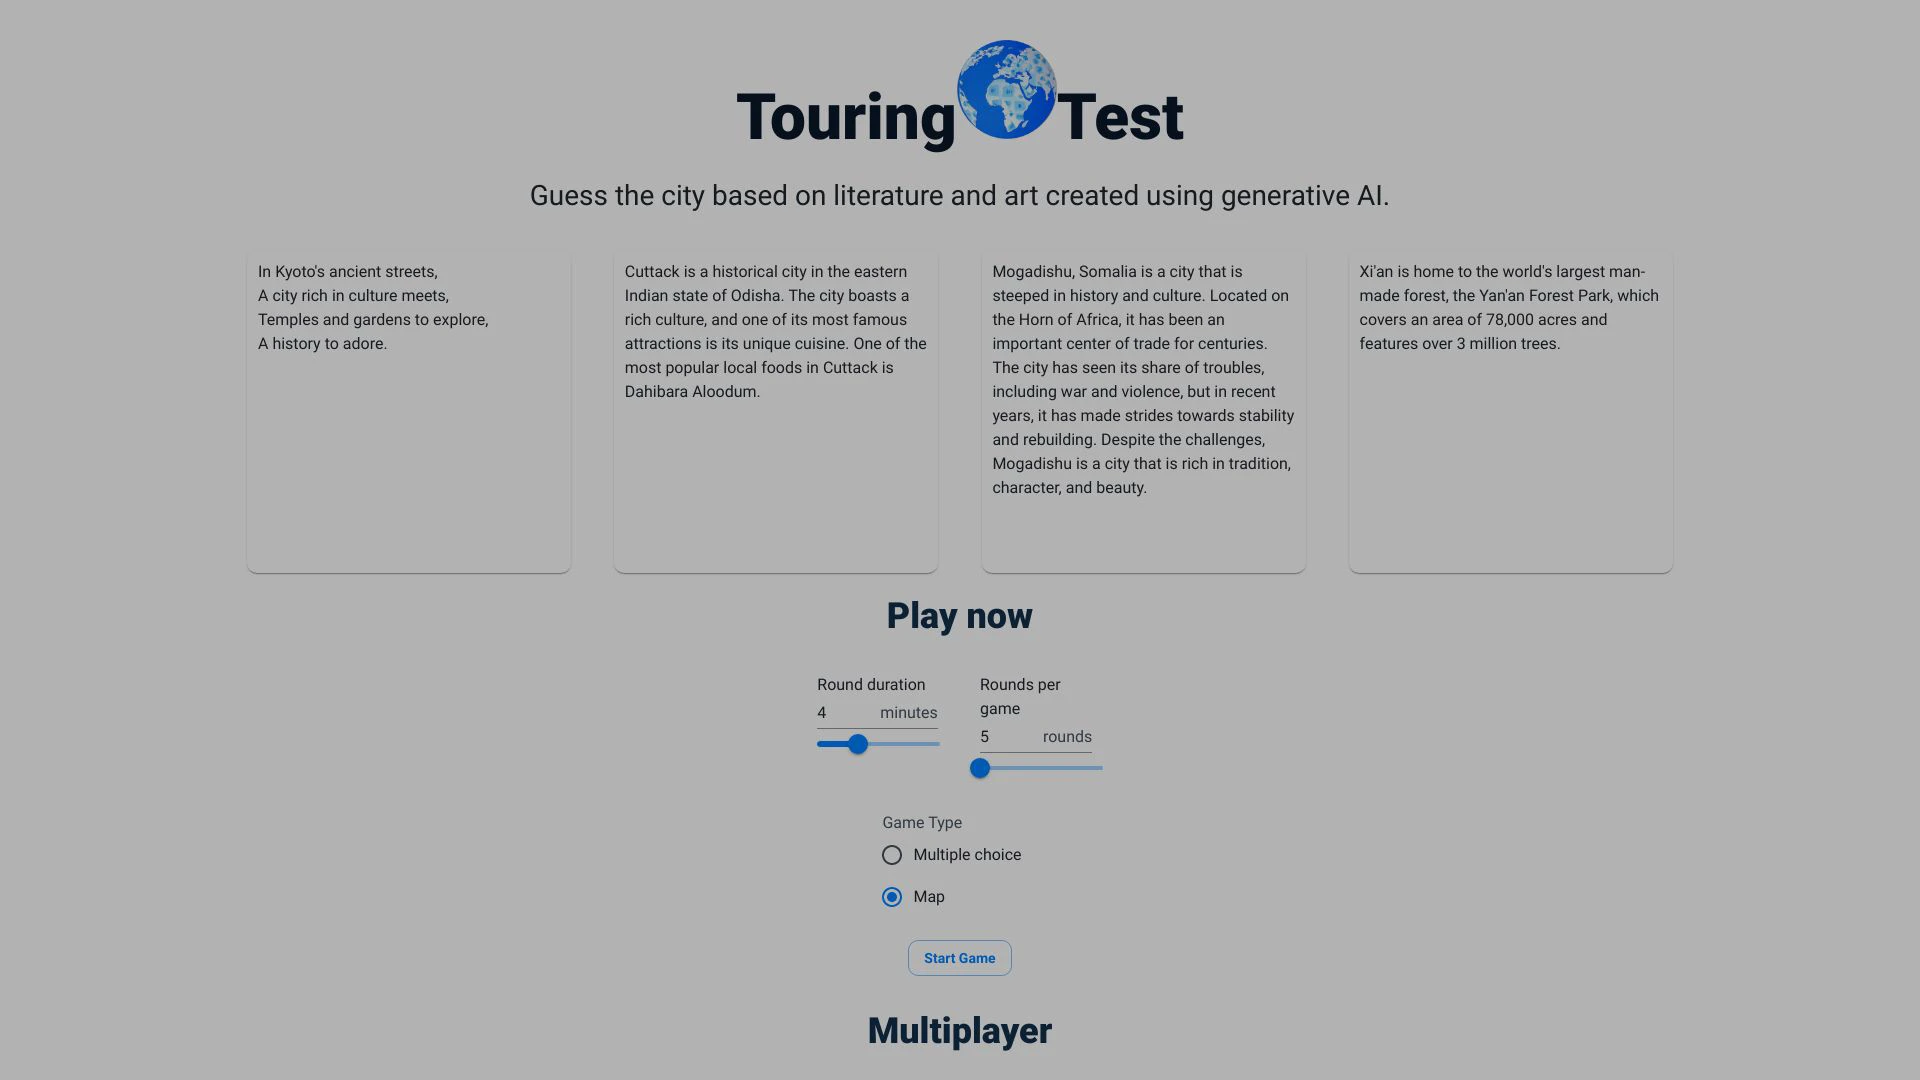 Touring Test
Guess the city based on literature and art created using generative AI.
In Kyoto's ancient streets,
A city rich in culture meets,
Temples and gardens to explore,
A history to adore.
Cuttack is a historical city in the eastern
Indian state of Odisha. The city boasts a
rich culture, and one of its most famous
attractions is its unique cuisine. One of the
most popular local foods in Cuttack is
Dahibara Aloodum.
Mogadishu, Somalia is a city that is
steeped in history and culture. Located on
the Horn of Africa, it has been an
important center of trade for centuries.
The city has seen its share of troubles,
including war and violence, but in recent
years, it has made strides towards stability
and rebuilding. Despite the challenges,
Mogadishu is a city that is rich in tradition,
character, and beauty.
Xi'an is home to the world's largest man-
made forest, the Yan'an Forest Park, which
covers an area of 78,000 acres and
features over 3 million trees.
Play now
Round duration
4 minutes
Rounds per
game
5 rounds
Game Type
Multiple choice
Map
Start Game
Multiplayer